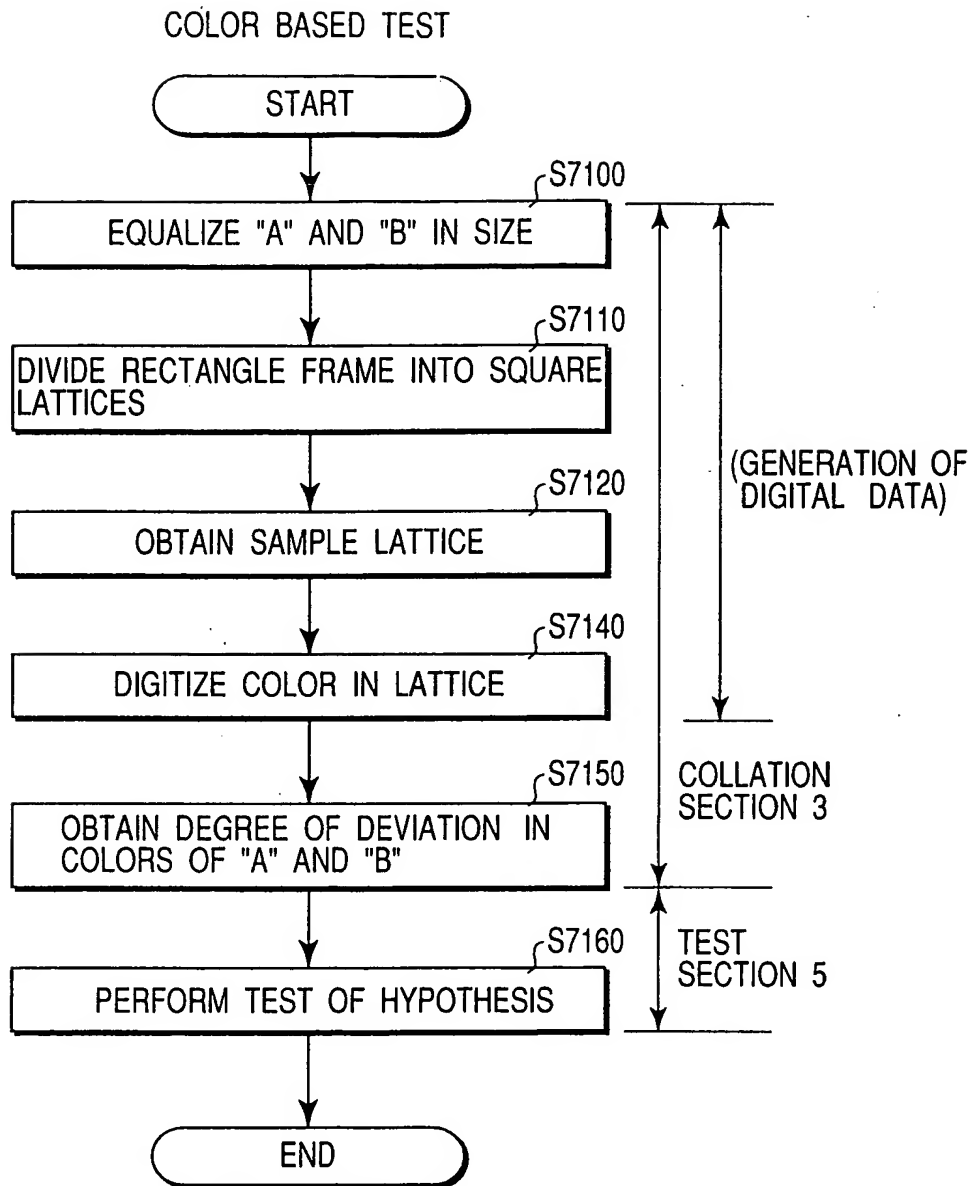 COLOR BASED TEST
START
S7100
EQUALIZE "A" AND "B" IN SIZE
S7110
DIVIDE RECTANGLE FRAME INTO SQUARE
LATTICES
S7120
OBTAIN SAMPLE LATTICE
(GENERATION OF
DIGITAL DATA)
S7140
DIGITIZE COLOR IN LATTICE
S7150
OBTAIN DEGREE OF DEVIATION IN
COLORS OF "A" AND "B"
COLLATION
SECTION 3
S7160
PERFORM TEST OF HYPOTHESIS
TEST
SECTION 5
END